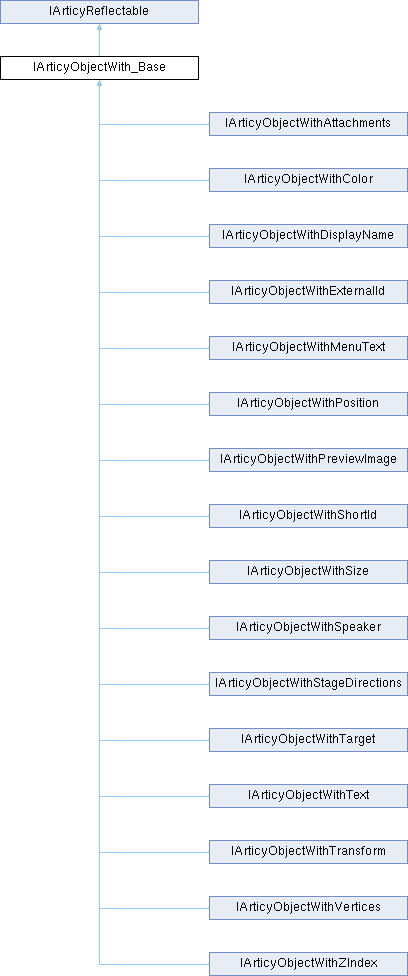 IArticyReflectable
IArticyObjectWith_Base
IArticyObjectWithAttachments
IArticyObjectWithColor
IArticyObjectWithDisplayName
IArticyObjectWithExternalId
IArticyObjectWithMenuText
IArticyObjectWithPosition
IArticyObjectWithPreviewImage
IArticyObjectWithShortId
IArticyObjectWithSize
IArticyObjectWithSpeaker
IArticyObjectWithStageDirections
IArticyObjectWithTarget
IArticyObjectWithText
IArticyObjectWithTransform
IArticyObjectWithVertices
IArticyObjectWithZIndex